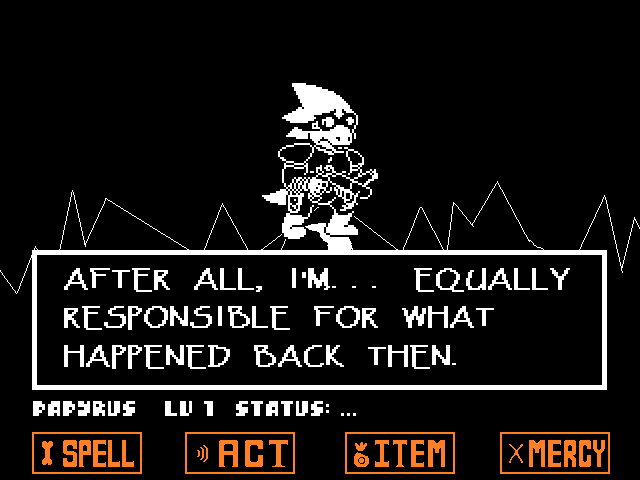 AFTER ALL, I'M... EQUALLY
RESPONSIBLE FOR WHAT
HAPPENED BACK THEN.
PAPYRUS LV 1 STATUS: ...
SPELL ACT ITEM MERCY